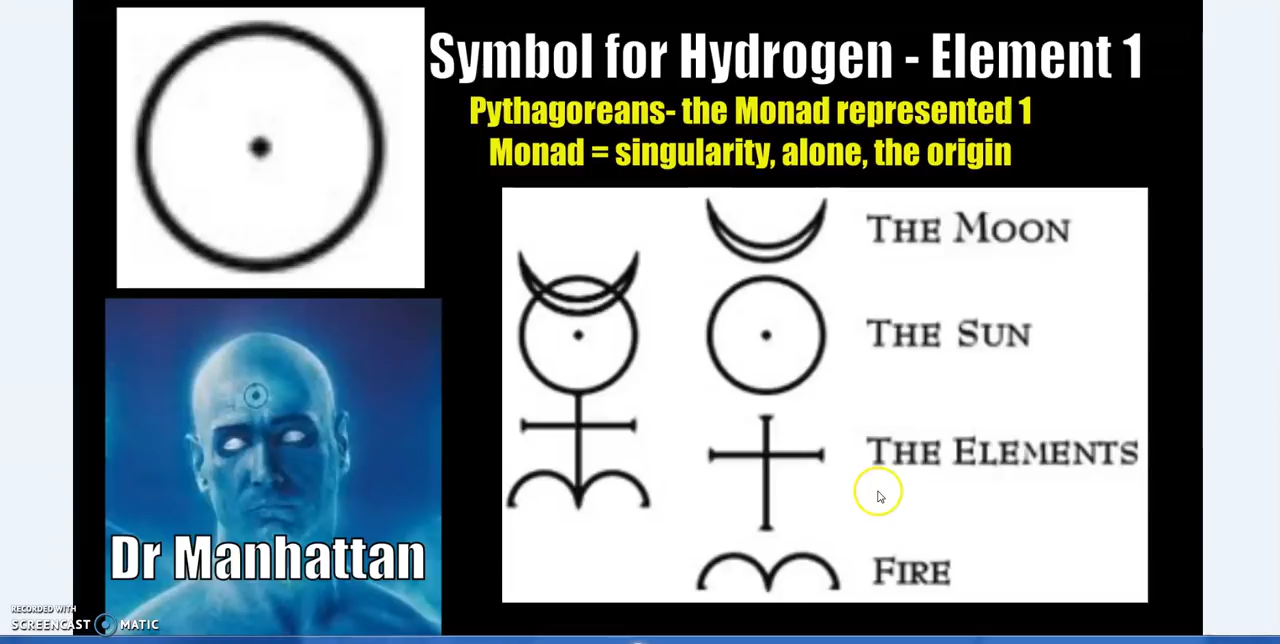 Symbol for Hydrogen - Element 1
Pythagoreans- the Monad represented 1
Monad = singularity, alone, the origin
THE MOON
THE SUN
THE ELEMENTS
FIRE
Dr Manhattan
RECORDED WITH
SCREENCAST MATIC